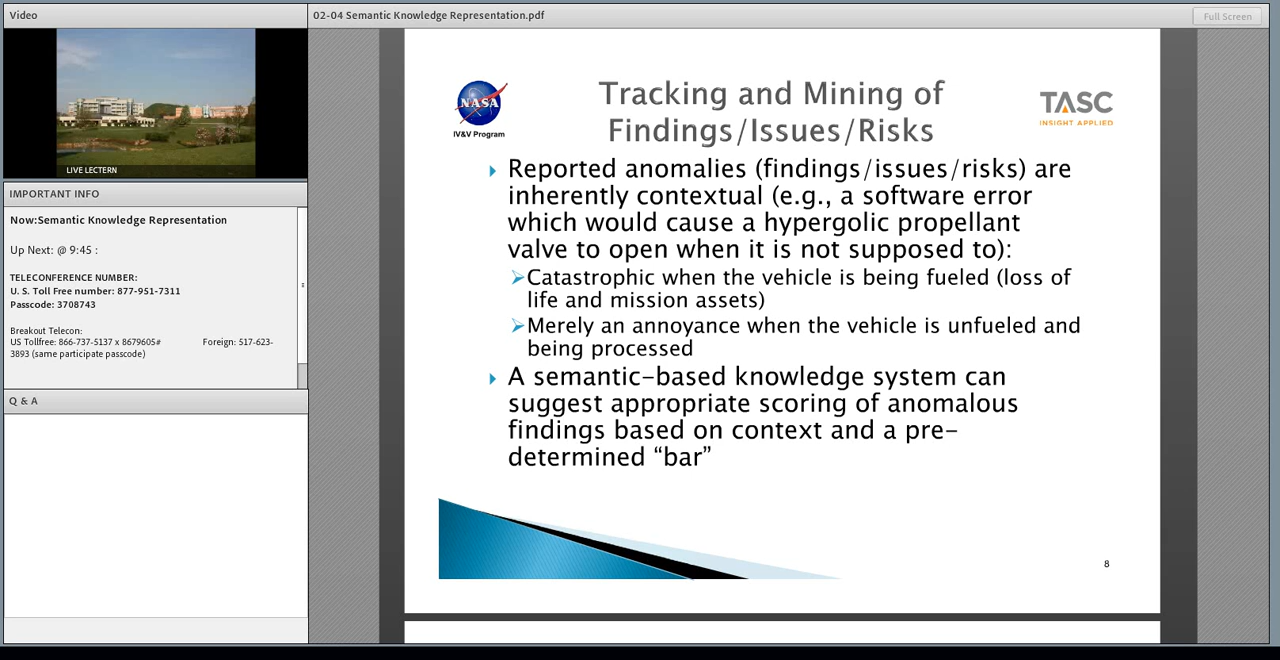 Video
LIVE LECTERN
IMPORTANT INFO
Now:Semantic Knowledge Representation
Up Next: @ 9:45 :
TELECONFERENCE NUMBER:
U. S. Toll Free number: 877-951-7311
Passcode: 3708743
Breakout Telecon:
US Tollfree: 866-737-5137 x 8679605# Foreign: 517-623-
3893 (same participate passcode)
Q & A
02-04 Semantic Knowledge Representation.pdf
Full Screen
NASA
IV&V Program
Tracking and Mining of
Findings/Issues/Risks
TASC
INSIGHT APPLIED
Reported anomalies (findings/issues/risks) are
inherently contextual (e.g., a software error
which would cause a hypergolic propellant
valve to open when it is not supposed to):
Catastrophic when the vehicle is being fueled (loss of
life and mission assets)
Merely an annoyance when the vehicle is unfueled and
being processed
A semantic-based knowledge system can
suggest appropriate scoring of anomalous
findings based on context and a pre-
determined “bar”
8